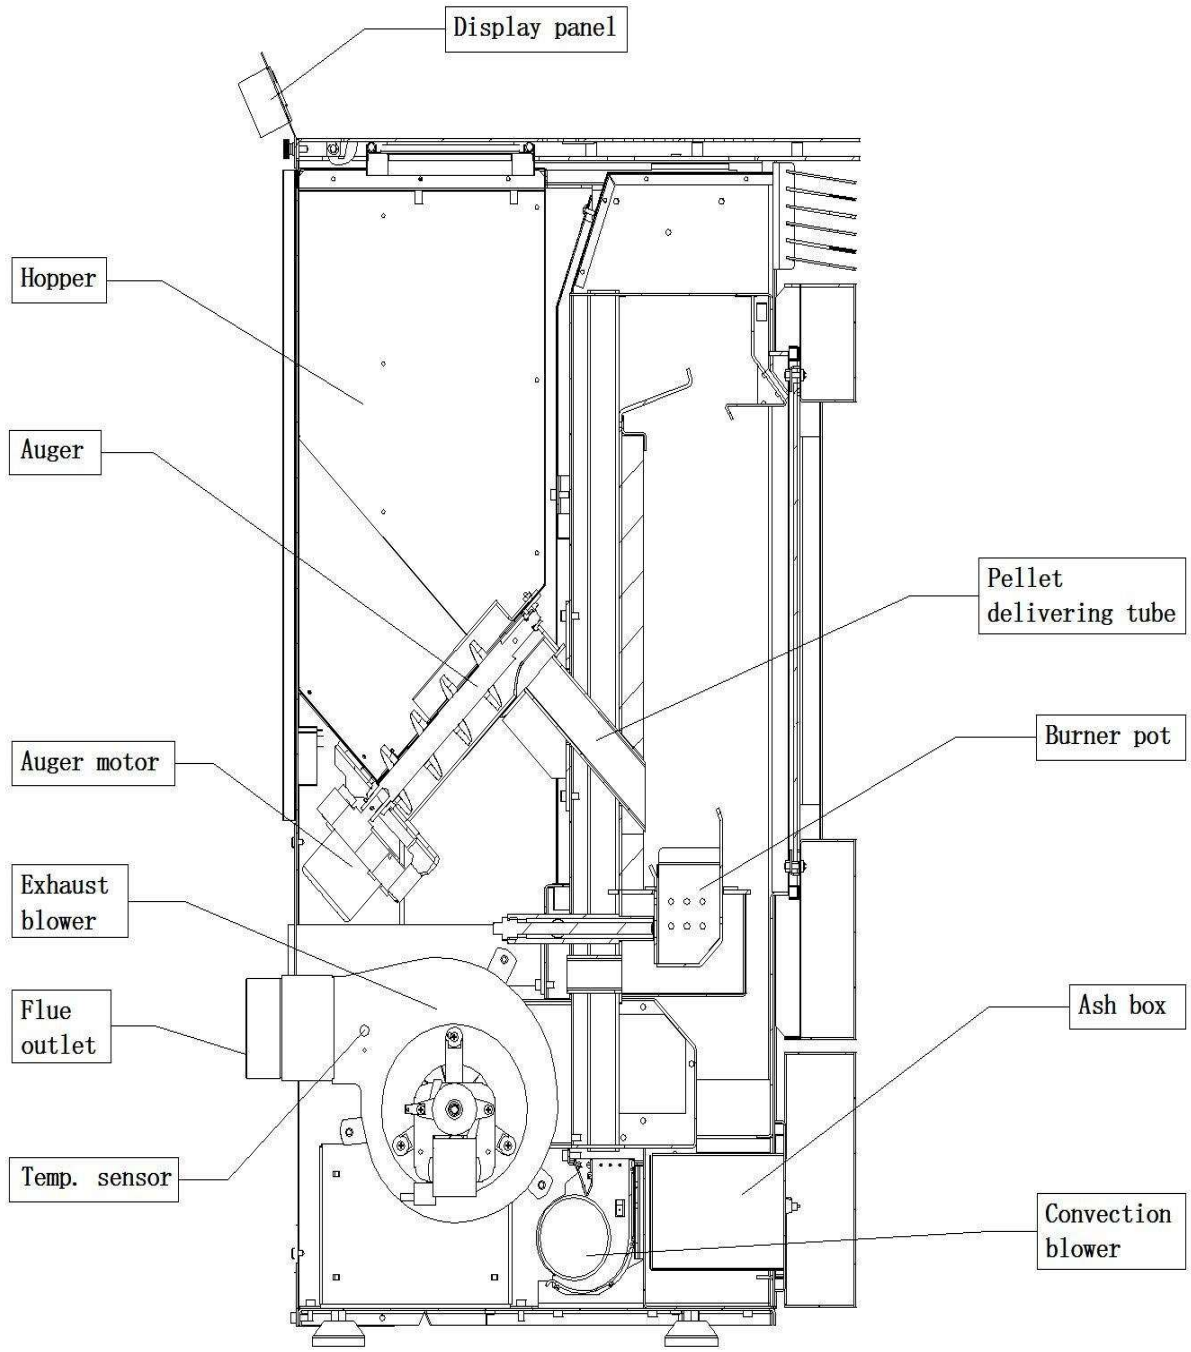 Display panel
Hopper
Auger
Pellet
delivering tube
Burner pot
Auger motor
Exhaust
blower
Flue
outlet
Ash box
Temp. sensor
Convection
blower